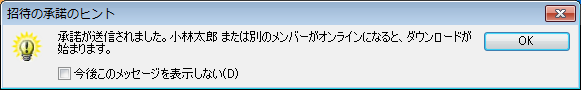 招待の承諾のヒント
承諾が送信されました。小林太郎 または別のメンバーがオンラインになると、ダウンロードが
始まります。
OK
今後このメッセージを表示しない(D)